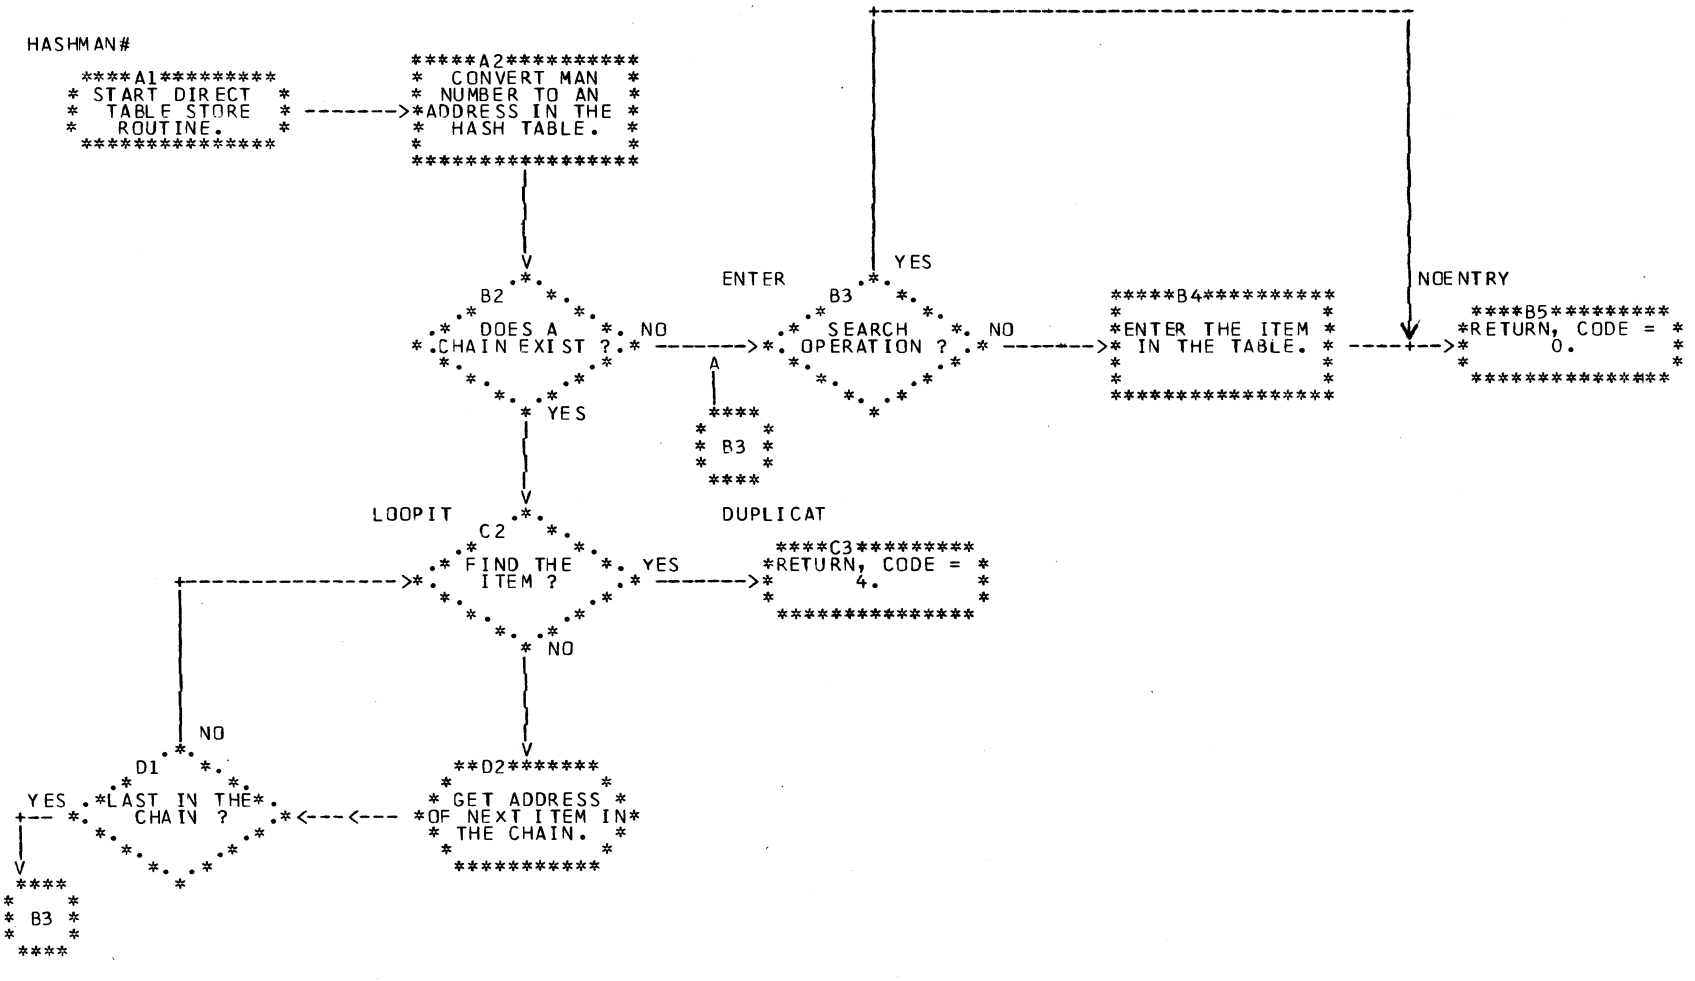 HASHMAN#
A1
START DIRECT
TABLE STORE
ROUTINE.
A2
CONVERT MAN
NUMBER TO AN
ADDRESS IN THE
HASH TABLE.
B2
DOES A
CHAIN EXIST ?
NO
YES
ENTER
B3
SEARCH
OPERATION ?
YES
NO
B4
ENTER THE ITEM
IN THE TABLE.
NOENTRY
B5
RETURN, CODE =
0.
B3
LOOPIT
C2
FIND THE
ITEM ?
YES
NO
DUPLICAT
C3
RETURN, CODE =
4.
NO
D1
YES
LAST IN THE
CHAIN ?
D2
GET ADDRESS
OF NEXT ITEM IN
THE CHAIN.
B3